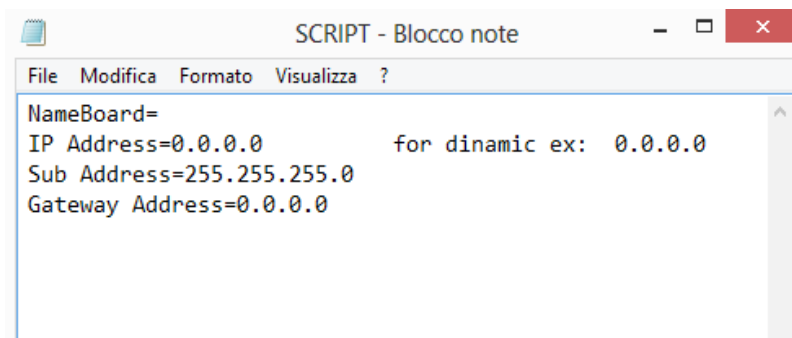 SCRIPT - Blocco note
File Modifica Formato Visualizza ?
NameBoard=
IP Address=0.0.0.0 for dinamic ex: 0.0.0.0
Sub Address=255.255.255.0
Gateway Address=0.0.0.0